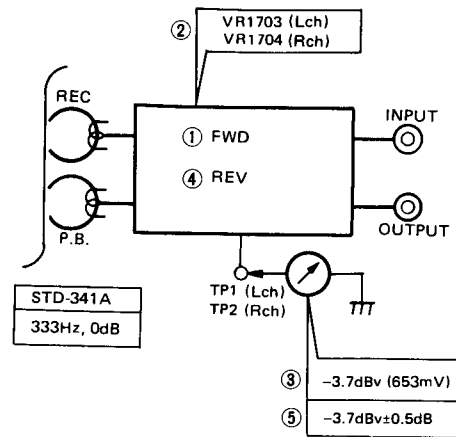 ② VR1703 (Lch)
VR1704 (Rch)
REC
INPUT
① FWD
④ REV
P.B.
OUTPUT
TP1 (Lch)
TP2 (Rch)
STD-341A
333Hz, 0dB
③ −3.7dBv (653mV)
⑤ −3.7dBv±0.5dB